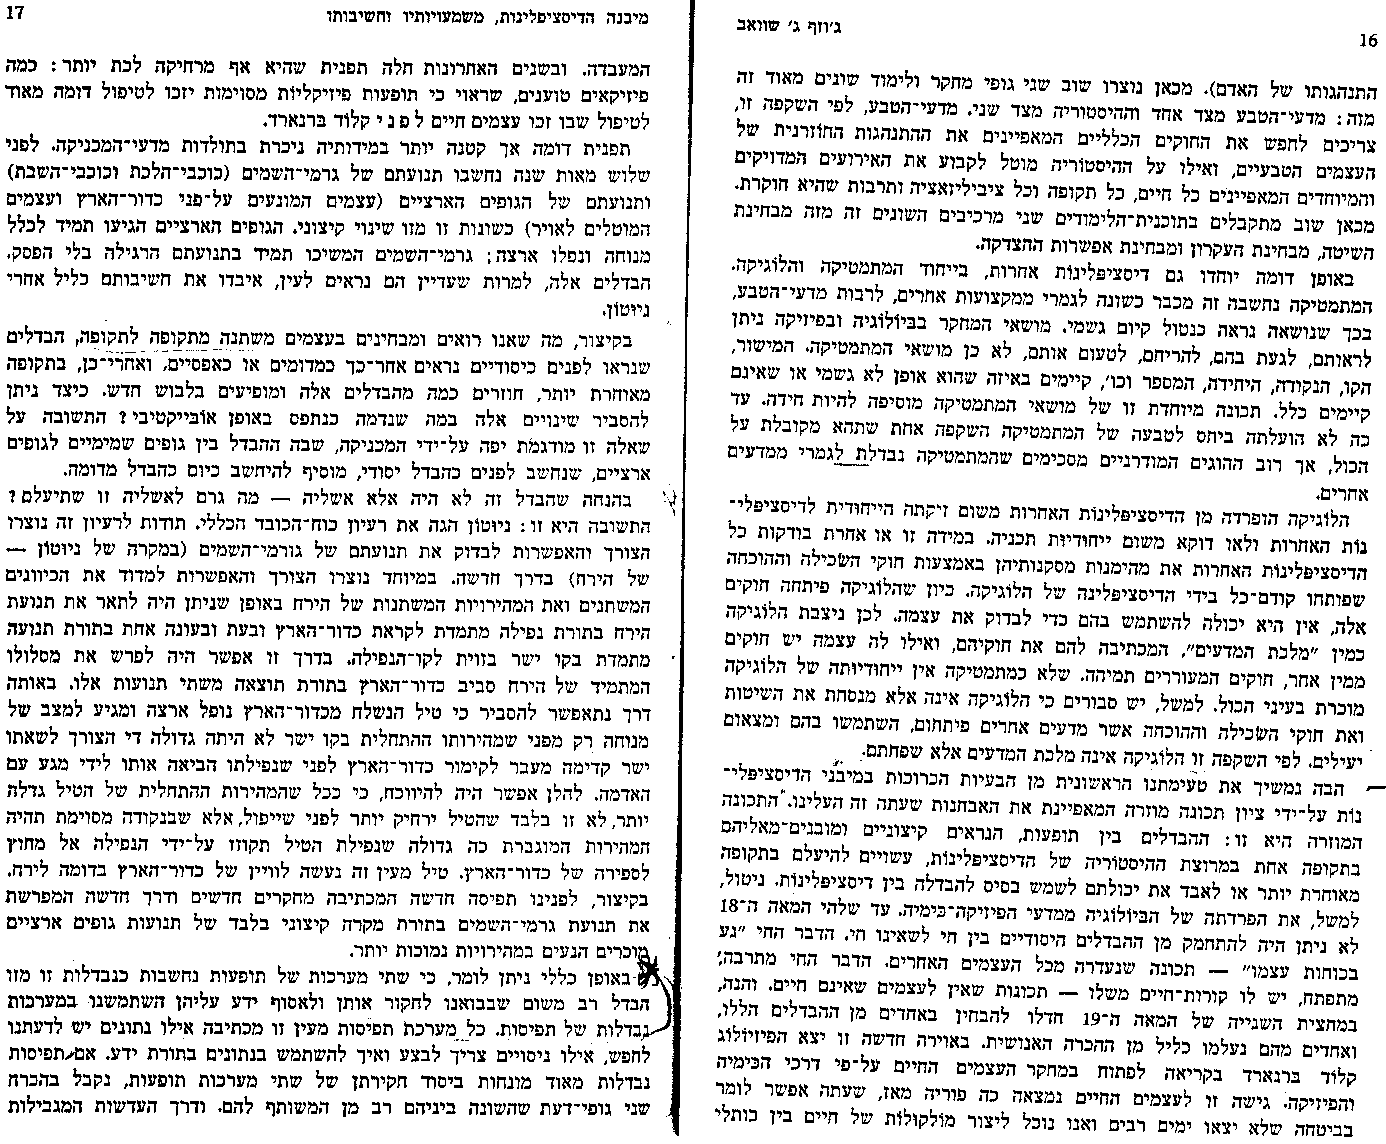 ג׳וזף ג׳ שוואב
16
התנהגותו של האדם). מכאן נוצרו שוב שני גופי מחקר ולימוד שונים מאוד זה
מזה: מדעי־הטבע מצד אחד וההיסטוריה מצד שני. מדעי־הטבע, לפי השקפה זו,
צריכים לחפש את החוקים הכלליים המאפיינים את ההתנהגות החוזרנית של
העצמים הטבעיים, ואילו על ההיסטוריה מוטל לקבוע את האירועים המדויקים
והמיוחדים המאפיינים כל חיים, כל תקופה וכל ציביליזאציה ותרבות שהיא חוקרת.
מכאן שוב מתקבלים בתוכנית־הלימודים שני מרכיבים השונים זה מזה מבחינת
השיטה, מבחינת העקרון ומבחינת אפשרות ההצדקה.
באופן דומה יוחדו גם דיסציפלינות אחרות, בייחוד המתמטיקה והלוגיקה.
המתמטיקה נחשבה זה מכבר כשונה לגמרי ממקצועות אחרים, לרבות מדעי־הטבע,
בכך שנושאה נראה כנטול קיום גשמי. מושאי המחקר בביולוגיה ובפיזיקה ניתן
לראותם, לגעת בהם, להריחם, לטעום אותם, לא כן מושאי המתמטיקה. המישור,
הקו, הנקודה, היחידה, המספר וכו׳, קיימים באיזה שהוא אופן לא גשמי או שאינם
קיימים כלל. תכונה מיוחדת זו של מושאי המתמטיקה מוסיפה להיות חידה. עד
כה לא הועלתה ביחס לטבעה של המתמטיקה השקפה אחת שתהא מקובלת על
הכול, אך רוב ההוגים המודרניים מסכימים שהמתמטיקה נבדלת לגמרי ממדעים
אחרים.
הלוגיקה הופרדה מן הדיסציפלינות האחרות משום זיקתה הייחודית לדיסציפלי־
נות האחרות ולאו דוקא משום ייחודיות תכניה. במידה זו או אחרת בודקות כל
הדיסציפלינות האחרות את מהימנות מסקנותיהן באמצעות חוקי השכילה וההוכחה
שפותחו קודם־כל בידי הדיסציפלינה של הלוגיקה. כיון שהלוגיקה פיתחה חוקים
אלה, אין היא יכולה להשתמש בהם כדי לבדוק את עצמה. לכן ניצבת הלוגיקה
כמין "מלכת המדעים", המכתיבה להם את חוקיהם, ואילו לה עצמה יש חוקים
ממין אחר, חוקים המעוררים תמיהה. שלא כמתמטיקה אין ייחודיותה של הלוגיקה
מוכרת בעיני הכול. למשל, יש סבורים כי הלוגיקה אינה אלא מנסחת את השיטות
ואת חוקי השכילה וההוכחה אשר מדעים אחרים פיתחום, השתמשו בהם ומצאום
יעילים. לפי השקפה זו הלוגיקה אינה מלכת המדעים אלא שפחתם.
הבה נמשיך את טעימתנו הראשונית מן הבעיות הכרוכות במיבני הדיסציפלי־
נות על־ידי ציון תכונה מוזרה המאפיינת את האבחנות שעתה זה העלינו. התכונה
המוזרה היא זו: ההבדלים בין תופעות, הנראים קיצוניים ומובנים־מאליהם
בתקופה אחת במרוצת ההיסטוריה של הדיסציפלינות, עשויים להיעלם בתקופה
מאוחרת יותר או לאבד את יכולתם לשמש בסיס להבדלה בין דיסציפלינות. ניטול,
למשל, את הפרדתה של הביולוגיה ממדעי הפיזיקה־כימיה. עד שלהי המאה ה־18
לא ניתן היה להתחמק מן ההבדלים היסודיים בין חי לשאינו חי. הדבר החי "נע
בכוחות עצמו" — תכונה שנעדרה מכל העצמים האחרים. הדבר החי מתרבה,
מתפתח, יש לו קורות־חיים משלו — תכונות שאין לעצמים שאינם חיים. והנה,
במחצית השנייה של המאה ה־19 חדלו להבחין באחדים מן ההבדלים הללו,
ואחדים מהם נעלמו כליל מן ההכרה האנושית. באוירה חדשה זו יצא הפיזיולוג
קלוד ברנארד בקריאה לפתוח במחקר העצמים החיים על־פי דרכי הכימיה
והפיזיקה. גישה זו לעצמים החיים נמצאה כה פוריה מאז, שעתה אפשר לומר
בביטחה שלא יצאו ימים רבים ואנו נוכל ליצור מולקולות של חיים בין כותלי
מיבנה הדיסציפלינות, משמעויותיו וחשיבותו
17
המעבדה. ובשנים האחרונות חלה תפנית שהיא אף מרחיקה לכת יותר: כמה
פיזיקאים טוענים, שראוי כי תופעות פיזיקליות מסוימות יזכו לטיפול דומה מאוד
לטיפול שבו זכו עצמים חיים לפני קלוד ברנארד.
תפנית דומה אך קטנה יותר במידותיה ניכרת בתולדות מדעי־המכניקה. לפני
שלוש מאות שנה נחשבו תנועתם של גרמי־השמים (כוכבי־הלכת וכוכבי־השבת)
ותנועתם של הגופים הארציים (עצמים המונעים על־פני כדור־הארץ ועצמים
המוטלים לאויר) כשונות זו מזו שינוי קיצוני. הגופים הארציים הגיעו תמיד לכלל
מנוחה ונפלו ארצה; גרמי־השמים המשיכו תמיד בתנועתם הרגילה בלי הפסק.
הבדלים אלה, למרות שעדיין הם נראים לעין, איבדו את חשיבותם כליל אחרי
ניוטון.
בקיצור, מה שאנו רואים ומבחינים בעצמים משתנה מתקופה לתקופה, הבדלים
שנראו לפנים כיסודיים נראים אחר־כך כמדומים או כאפסיים, ואחרי־כן, בתקופה
מאוחרת יותר, חוזרים כמה מהבדלים אלה ומופיעים בלבוש חדש. כיצד ניתן
להסביר שינויים אלה במה שנדמה כנתפס באופן אובייקטיבי? התשובה על
שאלה זו מודגמת יפה על־ידי המכניקה, שבה ההבדל בין גופים שמימיים לגופים
ארציים, שנחשב לפנים כהבדל יסודי, מוסיף להיחשב כיום כהבדל מדומה.
בהנחה שהבדל זה לא היה אלא אשליה — מה גרם לאשליה זו שתיעלם?
התשובה היא זו: ניוטון הגה את רעיון כוח־הכובד הכללי. תודות לרעיון זה נוצרו
הצורך והאפשרות לבדוק את תנועתם של גורמי־השמים (במקרה של ניוטון —
של הירח) בדרך חדשה. במיוחד נוצרו הצורך והאפשרות למדוד את הכיוונים
המשתנים ואת המהירויות המשתנות של הירח באופן שניתן היה לתאר את תנועת
הירח בתורת נפילה מתמדת לקראת כדור־הארץ ובעת ובעונה אחת בתורת תנועה
מתמדת בקו ישר בזוית לקו־הנפילה. בדרך זו אפשר היה לפרש את מסלולו
המתמיד של הירח סביב כדור־הארץ בתורת תוצאה משתי תנועות אלו. באותה
דרך נתאפשר להסביר כי טיל הנשלח מכדור־הארץ נופל ארצה ומגיע למצב של
מנוחה רק מפני שמהירותו ההתחלית בקו ישר לא היתה גדולה די הצורך לשאתו
ישר קדימה מעבר לקימור כדור־הארץ לפני שנפילתו הביאה אותו לידי מגע עם
האדמה. להלן אפשר היה להיווכח, כי ככל שהמהירות ההתחלית של הטיל גדלה
יותר, לא זו בלבד שהטיל ירחיק יותר לפני שייפול, אלא שבנקודה מסוימת תהיה
המהירות המוגברת כה גדולה שנפילת הטיל תקוזז על־ידי הנפילה אל מחוץ
לספירה של כדור־הארץ. טיל מעין זה נעשה לוויין של כדור־הארץ בדומה לירח.
בקיצור, לפנינו תפיסה חדשה המכתיבה מחקרים חדשים ודרך חדשה המפרשת
את תנועת גרמי־השמים בתורת מקרה קיצוני בלבד של תנועות גופים ארציים
מוכרים הנעים במהירויות נמוכות יותר.
באופן כללי ניתן לומר, כי שתי מערכות של תופעות נחשבות כנבדלות זו מזו
הבדל רב משום שבבואנו לחקור אותן ולאסוף ידע עליהן השתמשנו במערכות
נבדלות של תפיסות. כל מערכת תפיסות מעין זו מכתיבה אילו נתונים יש לדעתנו
לחפש, אילו ניסויים צריך לבצע ואיך להשתמש בנתונים בתורת ידע. אם תפיסות
נבדלות מאוד מונחות ביסוד חקירתן של שתי מערכות תופעות, נקבל בהכרח
שני גופי־דעת שהשונה ביניהם רב מן המשותף להם. ודרך העדשות המגבילות